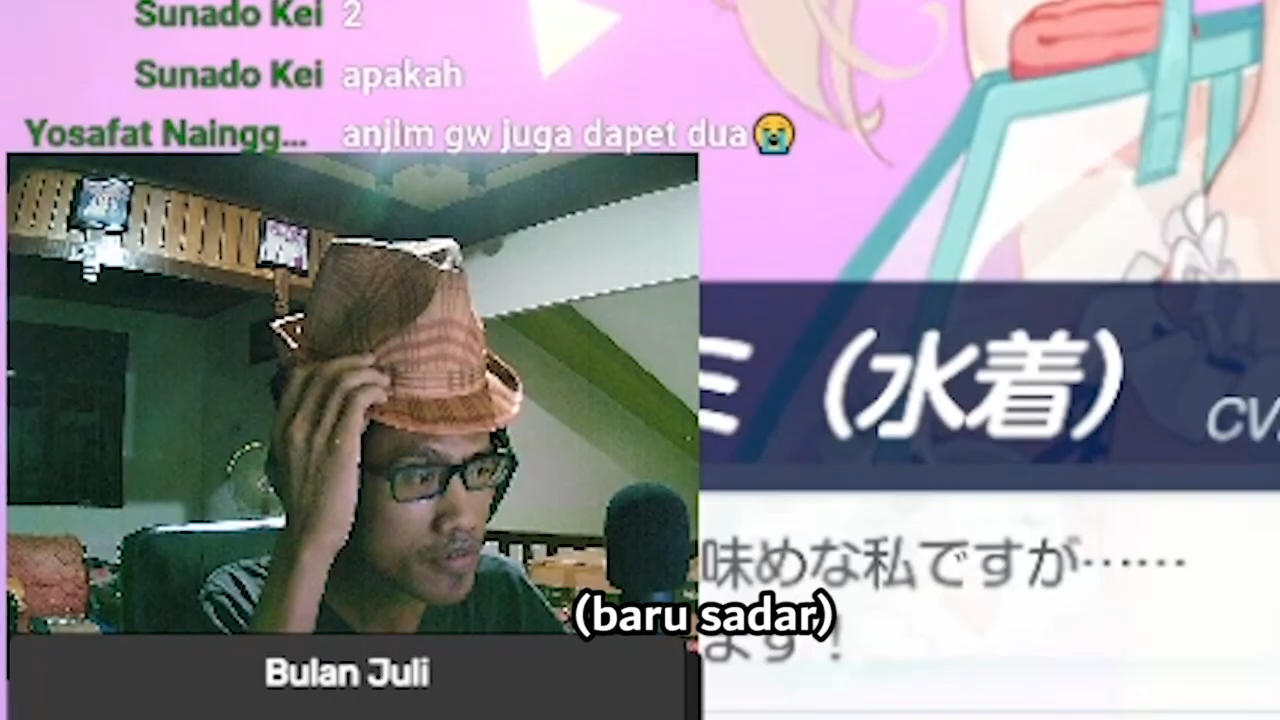 Sunado Kei 2
Sunado Kei apakah
Yosafat Naingg... anjim gw juga dapet dua😭
ミ（水着）
CV
味めな私ですが……
(baru sadar)
ます！
Bulan Juli